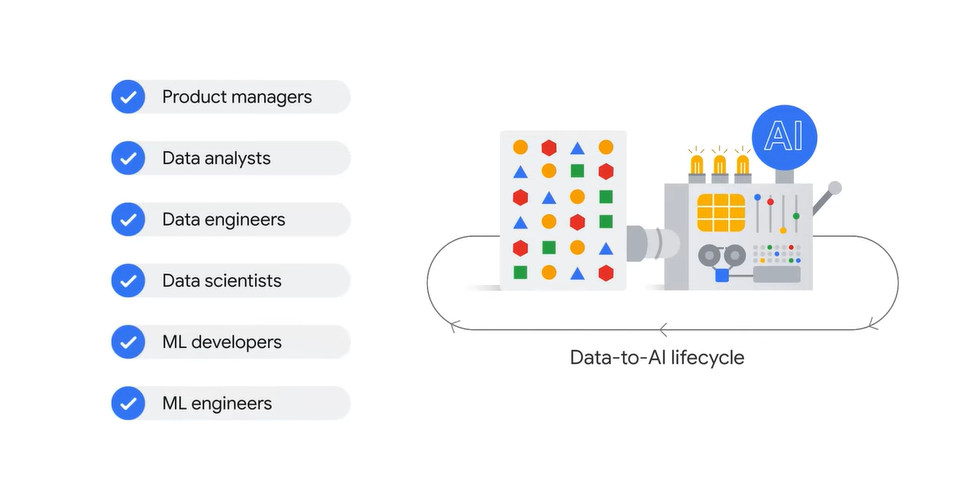 Product managers
Data analysts
Data engineers
Data scientists
ML developers
ML engineers
AI
Data-to-AI lifecycle